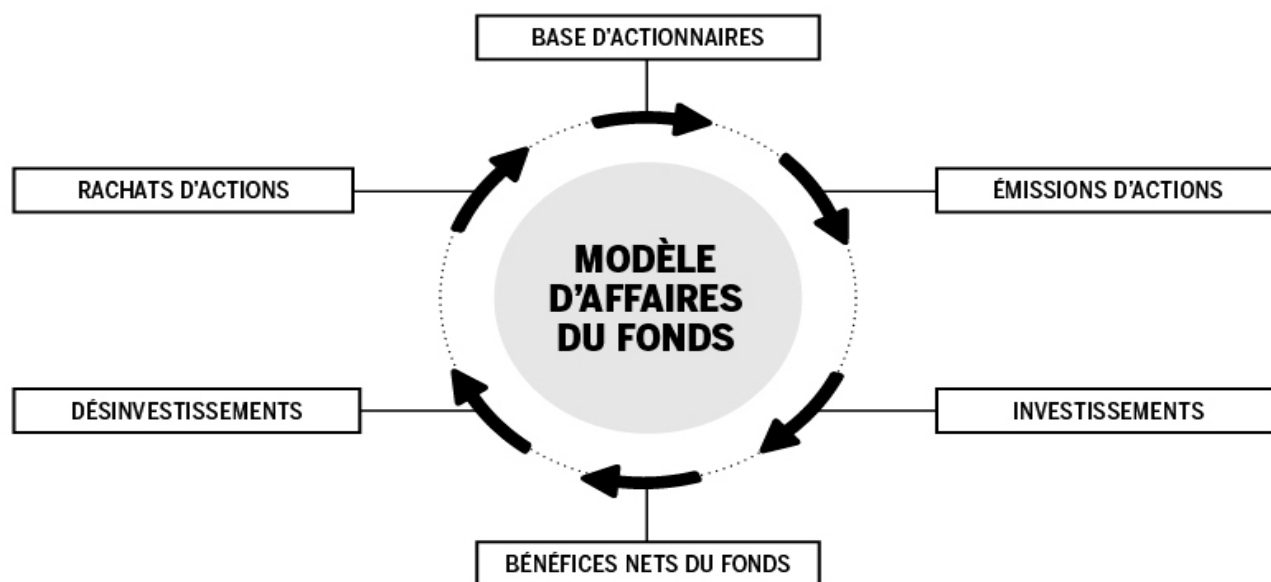 BASE D’ACTIONNAIRES
RACHATS D’ACTIONS
ÉMISSIONS D’ACTIONS
MODÈLE
D’AFFAIRES
DU FONDS
DÉSINVESTISSEMENTS
INVESTISSEMENTS
BÉNÉFICES NETS DU FONDS